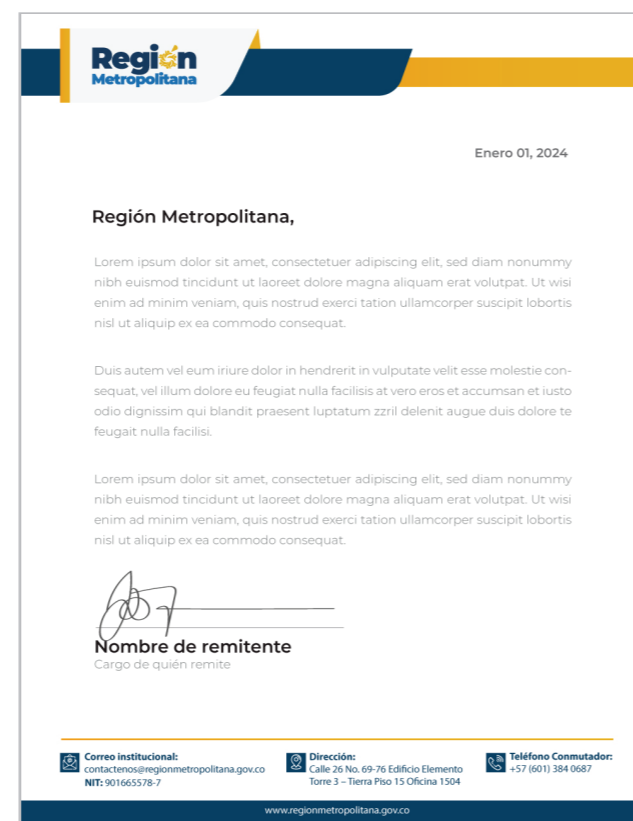 Región
Metropolitana
Enero 01, 2024
Región Metropolitana,
Lorem ipsum dolor sit amet, consectetuer adipiscing elit, sed diam nonummy
nibh euismod tincidunt ut laoreet dolore magna aliquam erat volutpat. Ut wisi
enim ad minim veniam, quis nostrud exerci tation ullamcorper suscipit lobortis
nisl ut aliquip ex ea commodo consequat.
Duis autem vel eum iriure dolor in hendrerit in vulputate velit esse molestie con-
sequat, vel illum dolore eu feugiat nulla facilisis at vero eros et accumsan et iusto
odio dignissim qui blandit praesent luptatum zzril delenit augue duis dolore te
feugait nulla facilisi.
Lorem ipsum dolor sit amet, consectetuer adipiscing elit, sed diam nonummy
nibh euismod tincidunt ut laoreet dolore magna aliquam erat volutpat. Ut wisi
enim ad minim veniam, quis nostrud exerci tation ullamcorper suscipit lobortis
nisl ut aliquip ex ea commodo consequat.
Nombre de remitente
Cargo de quién remite
Correo institucional:
contactenos@regionmetropolitana.gov.co
NIT: 901665578-7
Dirección:
Calle 26 No. 69-76 Edificio Elemento
Torre 3 – Tierra Piso 15 Oficina 1504
Teléfono Conmutador:
+57 (601) 384 0687
www.regionmetropolitana.gov.co